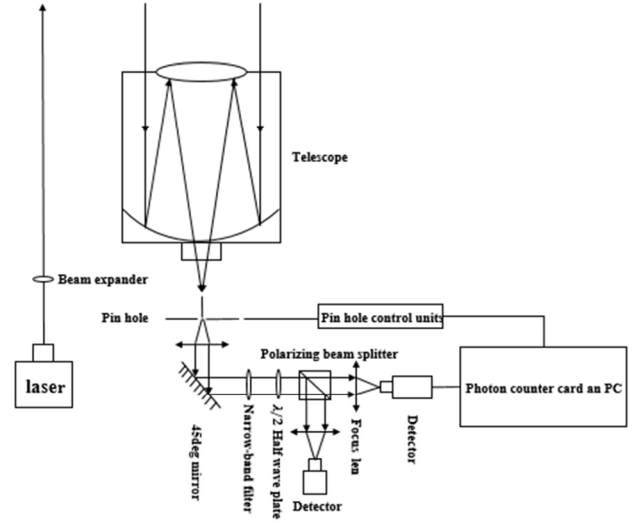 Telescope
Beam expander
Pin hole
Pin hole control units
Polarizing beam splitter
laser
Photon counter card an PC
45deg mirror
Narrow-band filter
λ/2 Half wave plate
Focus len
Detector
Detector